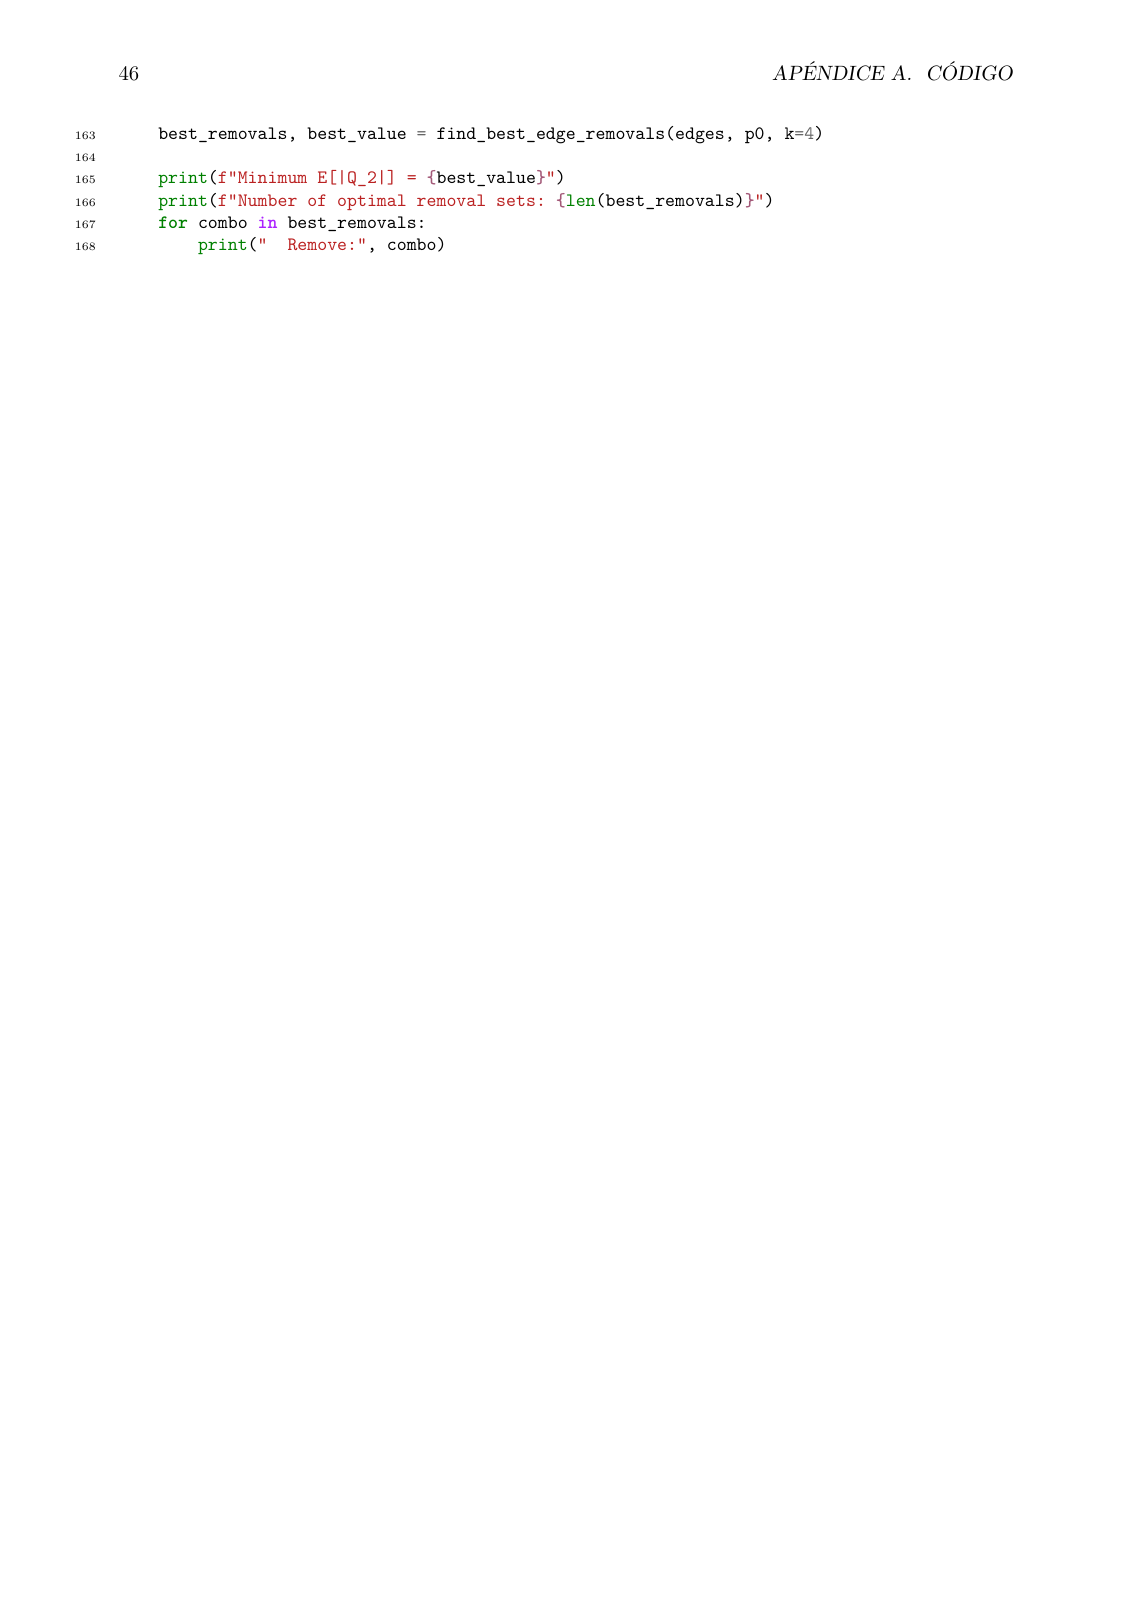 46 APÉNDICE A. CÓDIGO
163 best_removals, best_value = find_best_edge_removals(edges, p0, k=4)
164
165 print(f"Minimum E[|Q_2|] = {best_value}")
166 print(f"Number of optimal removal sets: {len(best_removals)}")
167 for combo in best_removals:
168     print("  Remove:", combo)